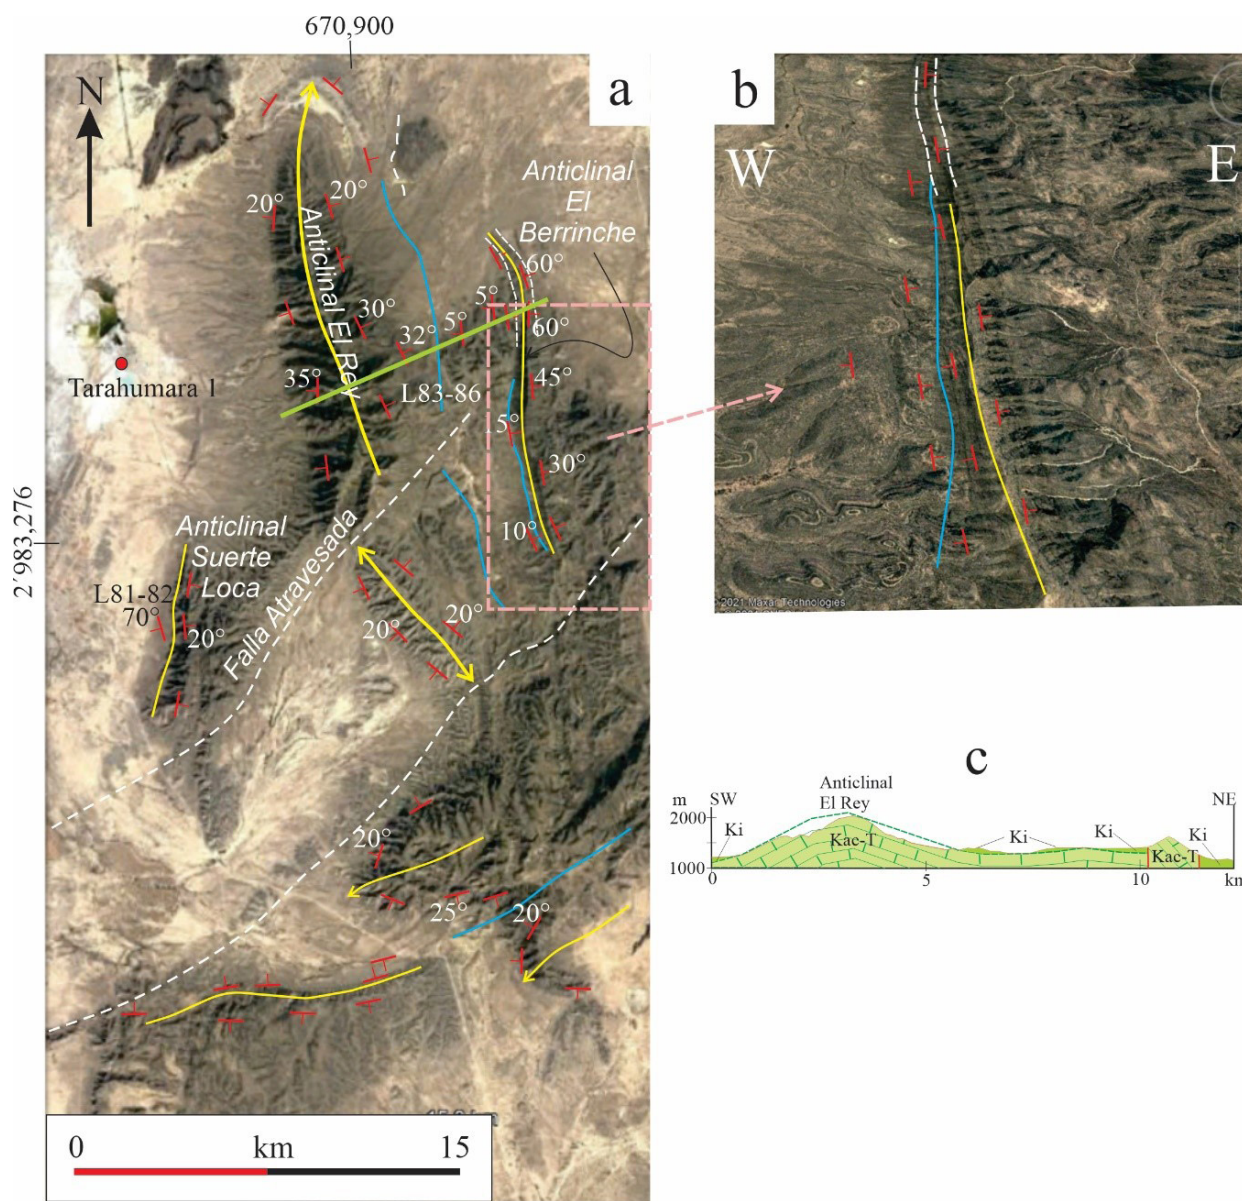 670,900
N
a
Anticlinal
El
Berrinche
20°
20°
Anticlinal El Rey
60°
5°
30°
32°
5°
60°
Tarahumara 1
35°
L83-86
45°
5°
30°
10°
2´983,276
Anticlinal
Suerte
Loca
L81-82
70°
20°
Falla Atravesada
20°
20°
20°
25°
20°
0 km 15
b
W
E
2021 Maxar Technologies
c
Anticlinal
El Rey
m
SW
NE
2000
1000
Ki
Kac-T
Ki
Ki
Kac-T
Ki
0
5
10
km